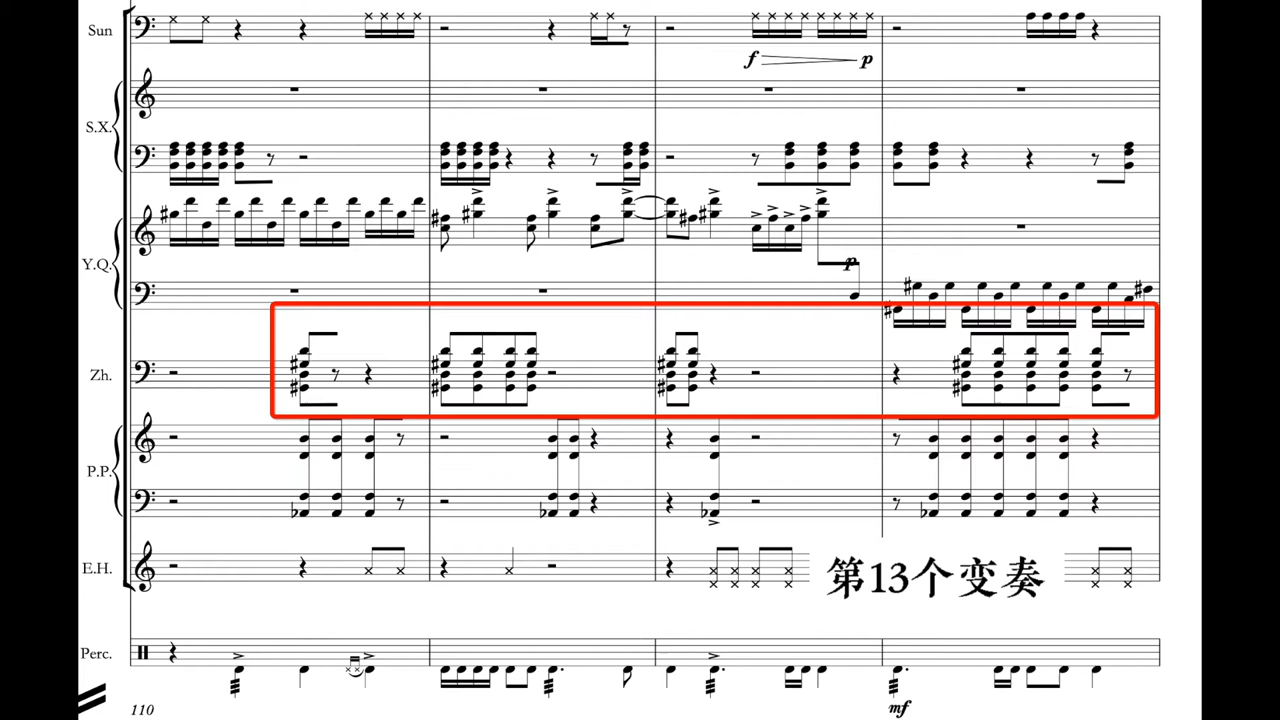 Sun
f p
S.X.
Y.Q.
p
Zh.
P.P.
E.H.
第13个变奏
Perc.
110
mf